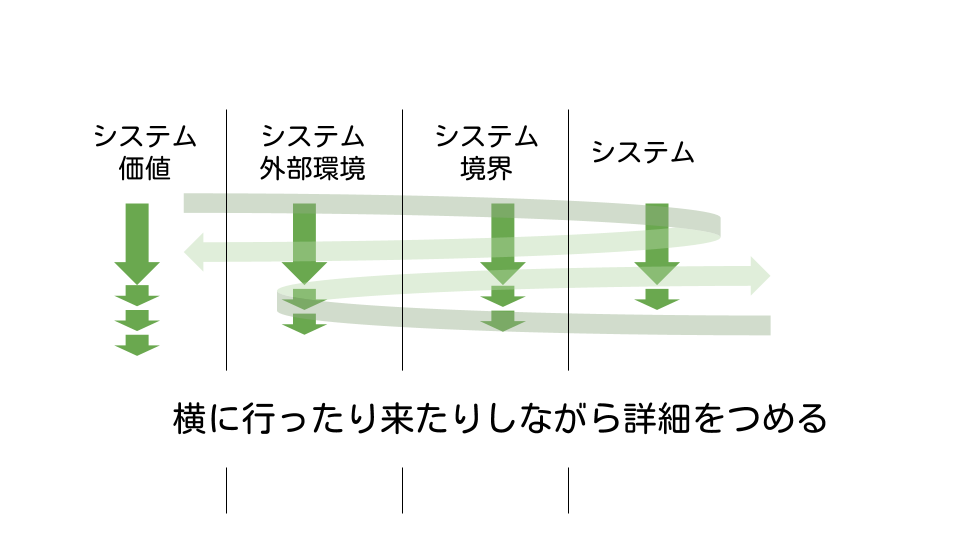 システム
価値
システム
外部環境
システム
境界
システム
横に行ったり来たりしながら詳細をつめる